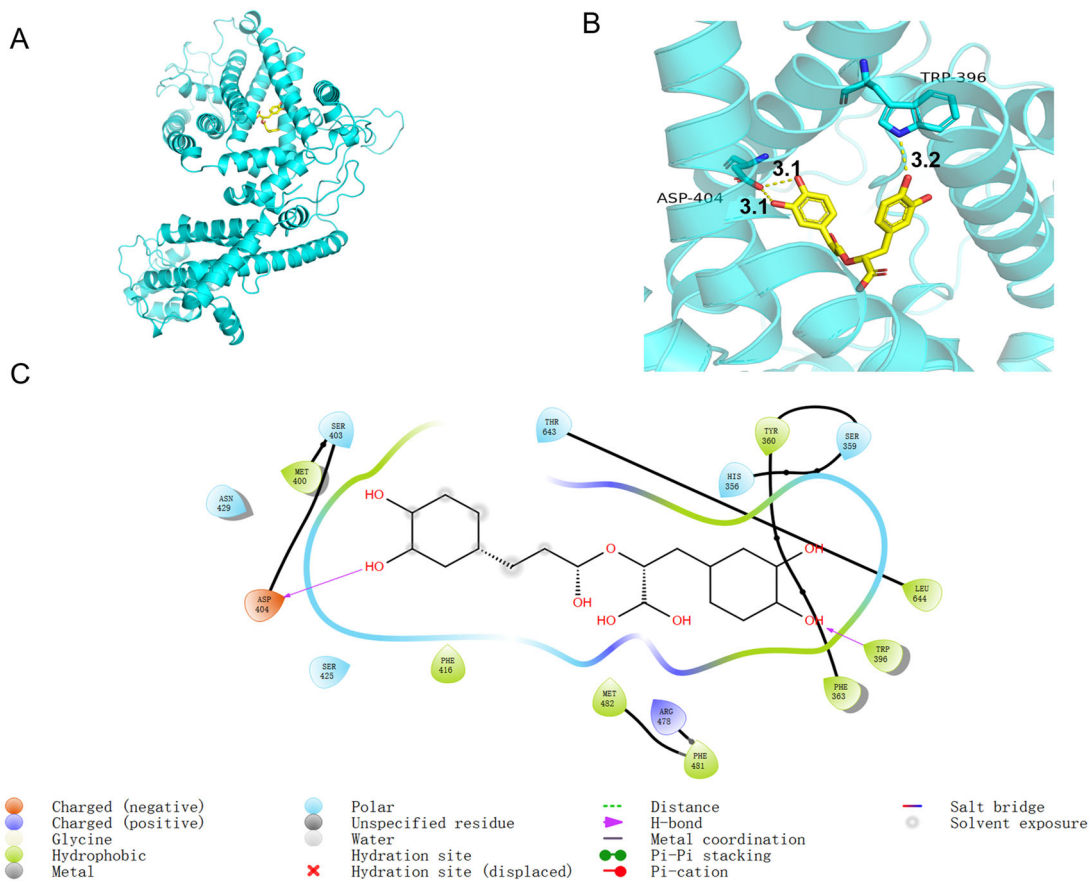 A
B
TRP-396
3.1
3.2
ASP-404
3.1
C
SER
403
THR
643
TYR
360
SER
359
MET
400
HIS
356
ASN
429
HO
OH
HO
O
ASP
404
OH
LEU
644
HO
OH
OH
TRP
396
SER
425
PHE
416
PHE
363
MET
482
ARG
478
PHE
481
Charged (negative)
Charged (positive)
Glycine
Hydrophobic
Metal
Polar
Unspecified residue
Water
Hydration site
Hydration site (displaced)
Distance
H-bond
Metal coordination
Pi-Pi stacking
Pi-cation
Salt bridge
Solvent exposure